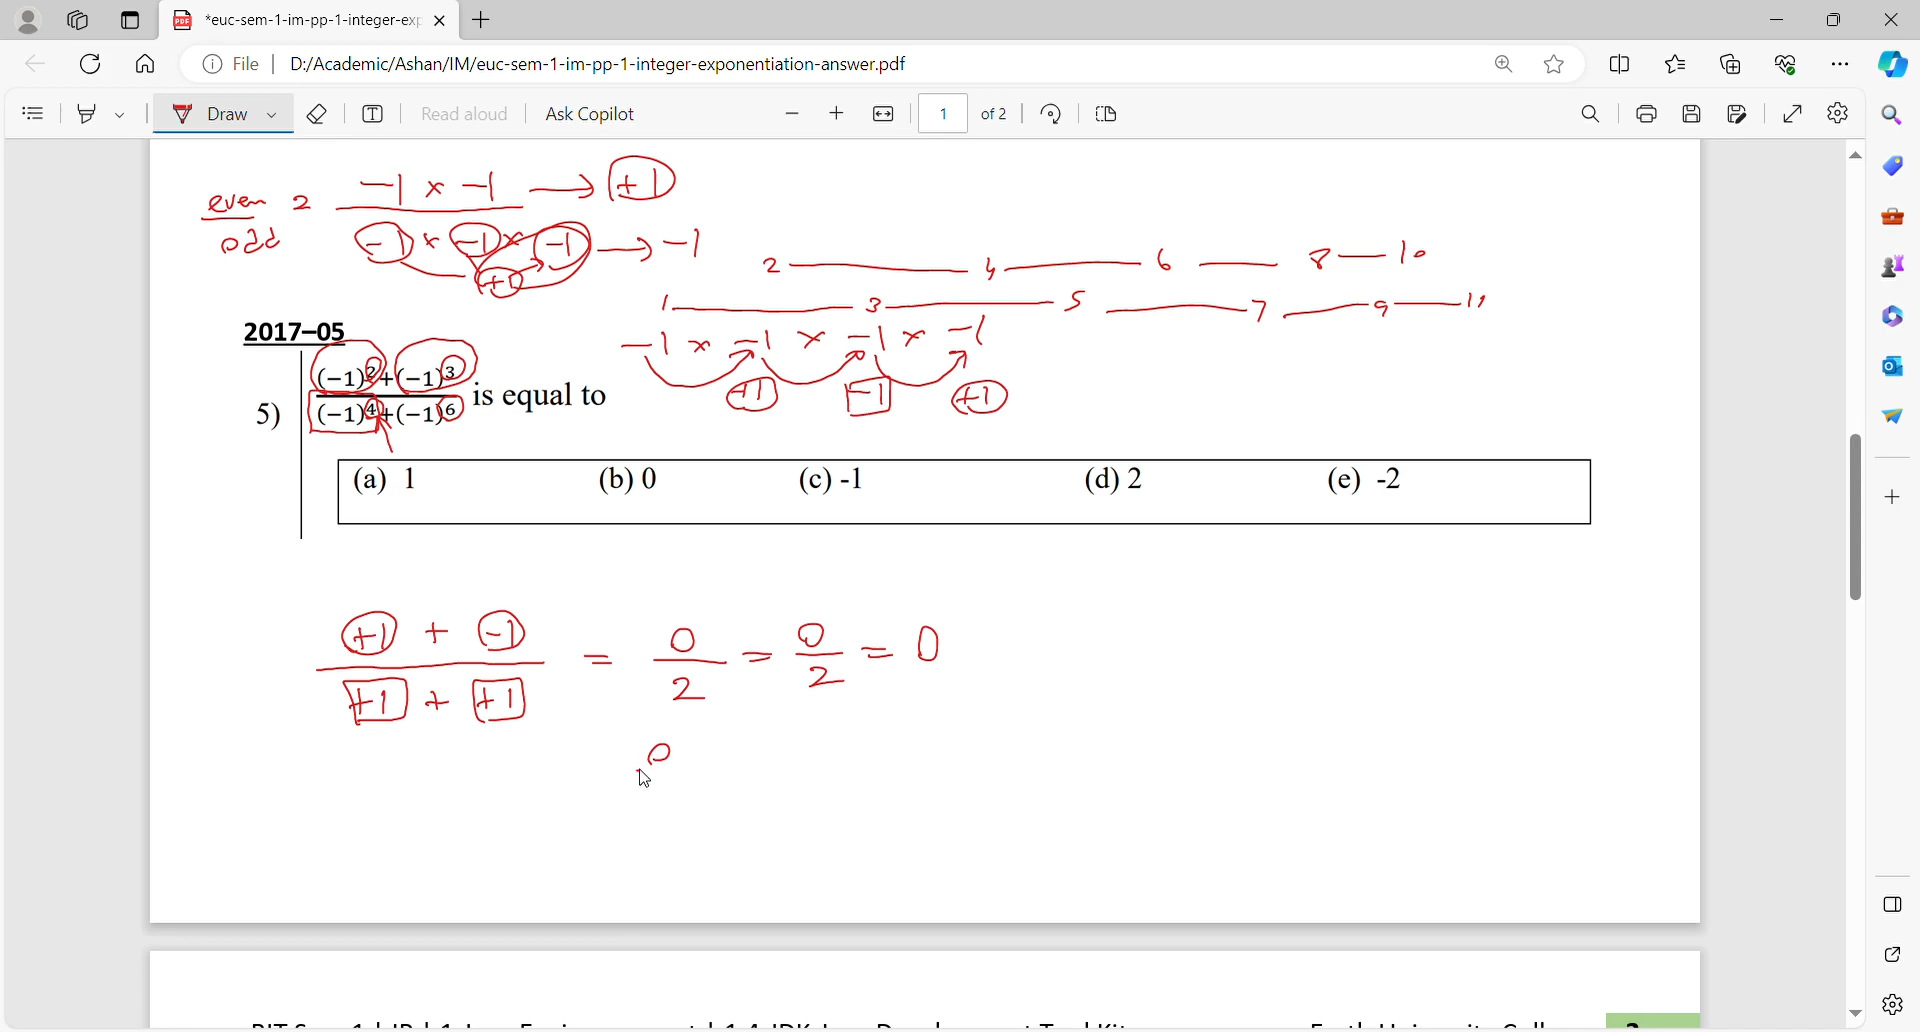 *euc-sem-1-im-pp-1-integer-exp
File D:/Academic/Ashan/IM/euc-sem-1-im-pp-1-integer-exponentiation-answer.pdf
Draw Read aloud Ask Copilot 1 of 2
even 2 -1 × -1 → +1
odd -1 × -1 × -1 → -1
+1
2 4 6 8 10
1 3 5 7 9 11
-1 × -1 × -1 × -1
+1 -1 +1
2017–05
5) (−1)²+(−1)³ is equal to
(−1)⁴+(−1)⁶
(a) 1 (b) 0 (c) -1 (d) 2 (e) -2
+1 + -1 = 0 = 0 = 0
+1 + +1 2 2
0